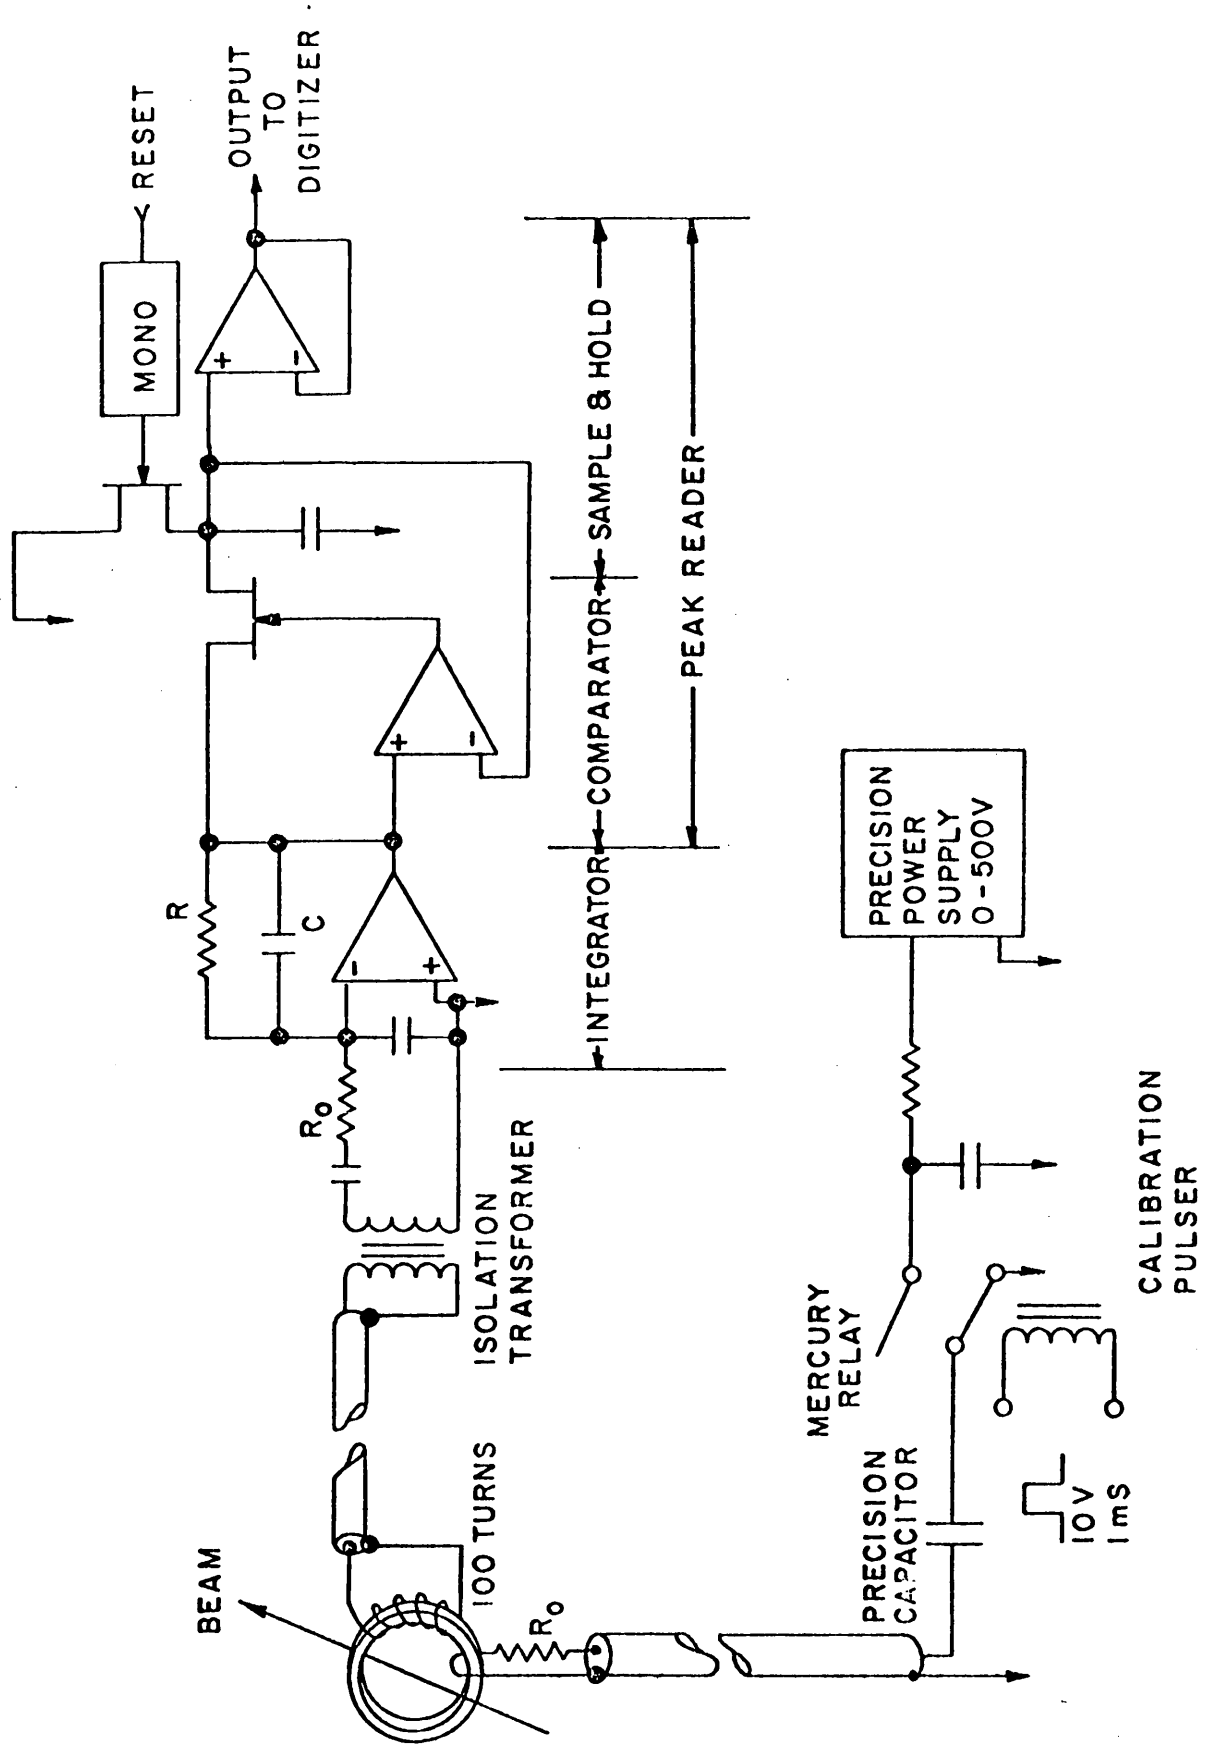 MONO
RESET
OUTPUT
TO
DIGITIZER
+
−
R
C
−
+
+
−
R₀
INTEGRATOR
COMPARATOR
SAMPLE & HOLD
PEAK READER
BEAM
100 TURNS
ISOLATION
TRANSFORMER
R₀
PRECISION
CAPACITOR
MERCURY
RELAY
PRECISION
POWER
SUPPLY
0-500V
10V
1mS
CALIBRATION
PULSER